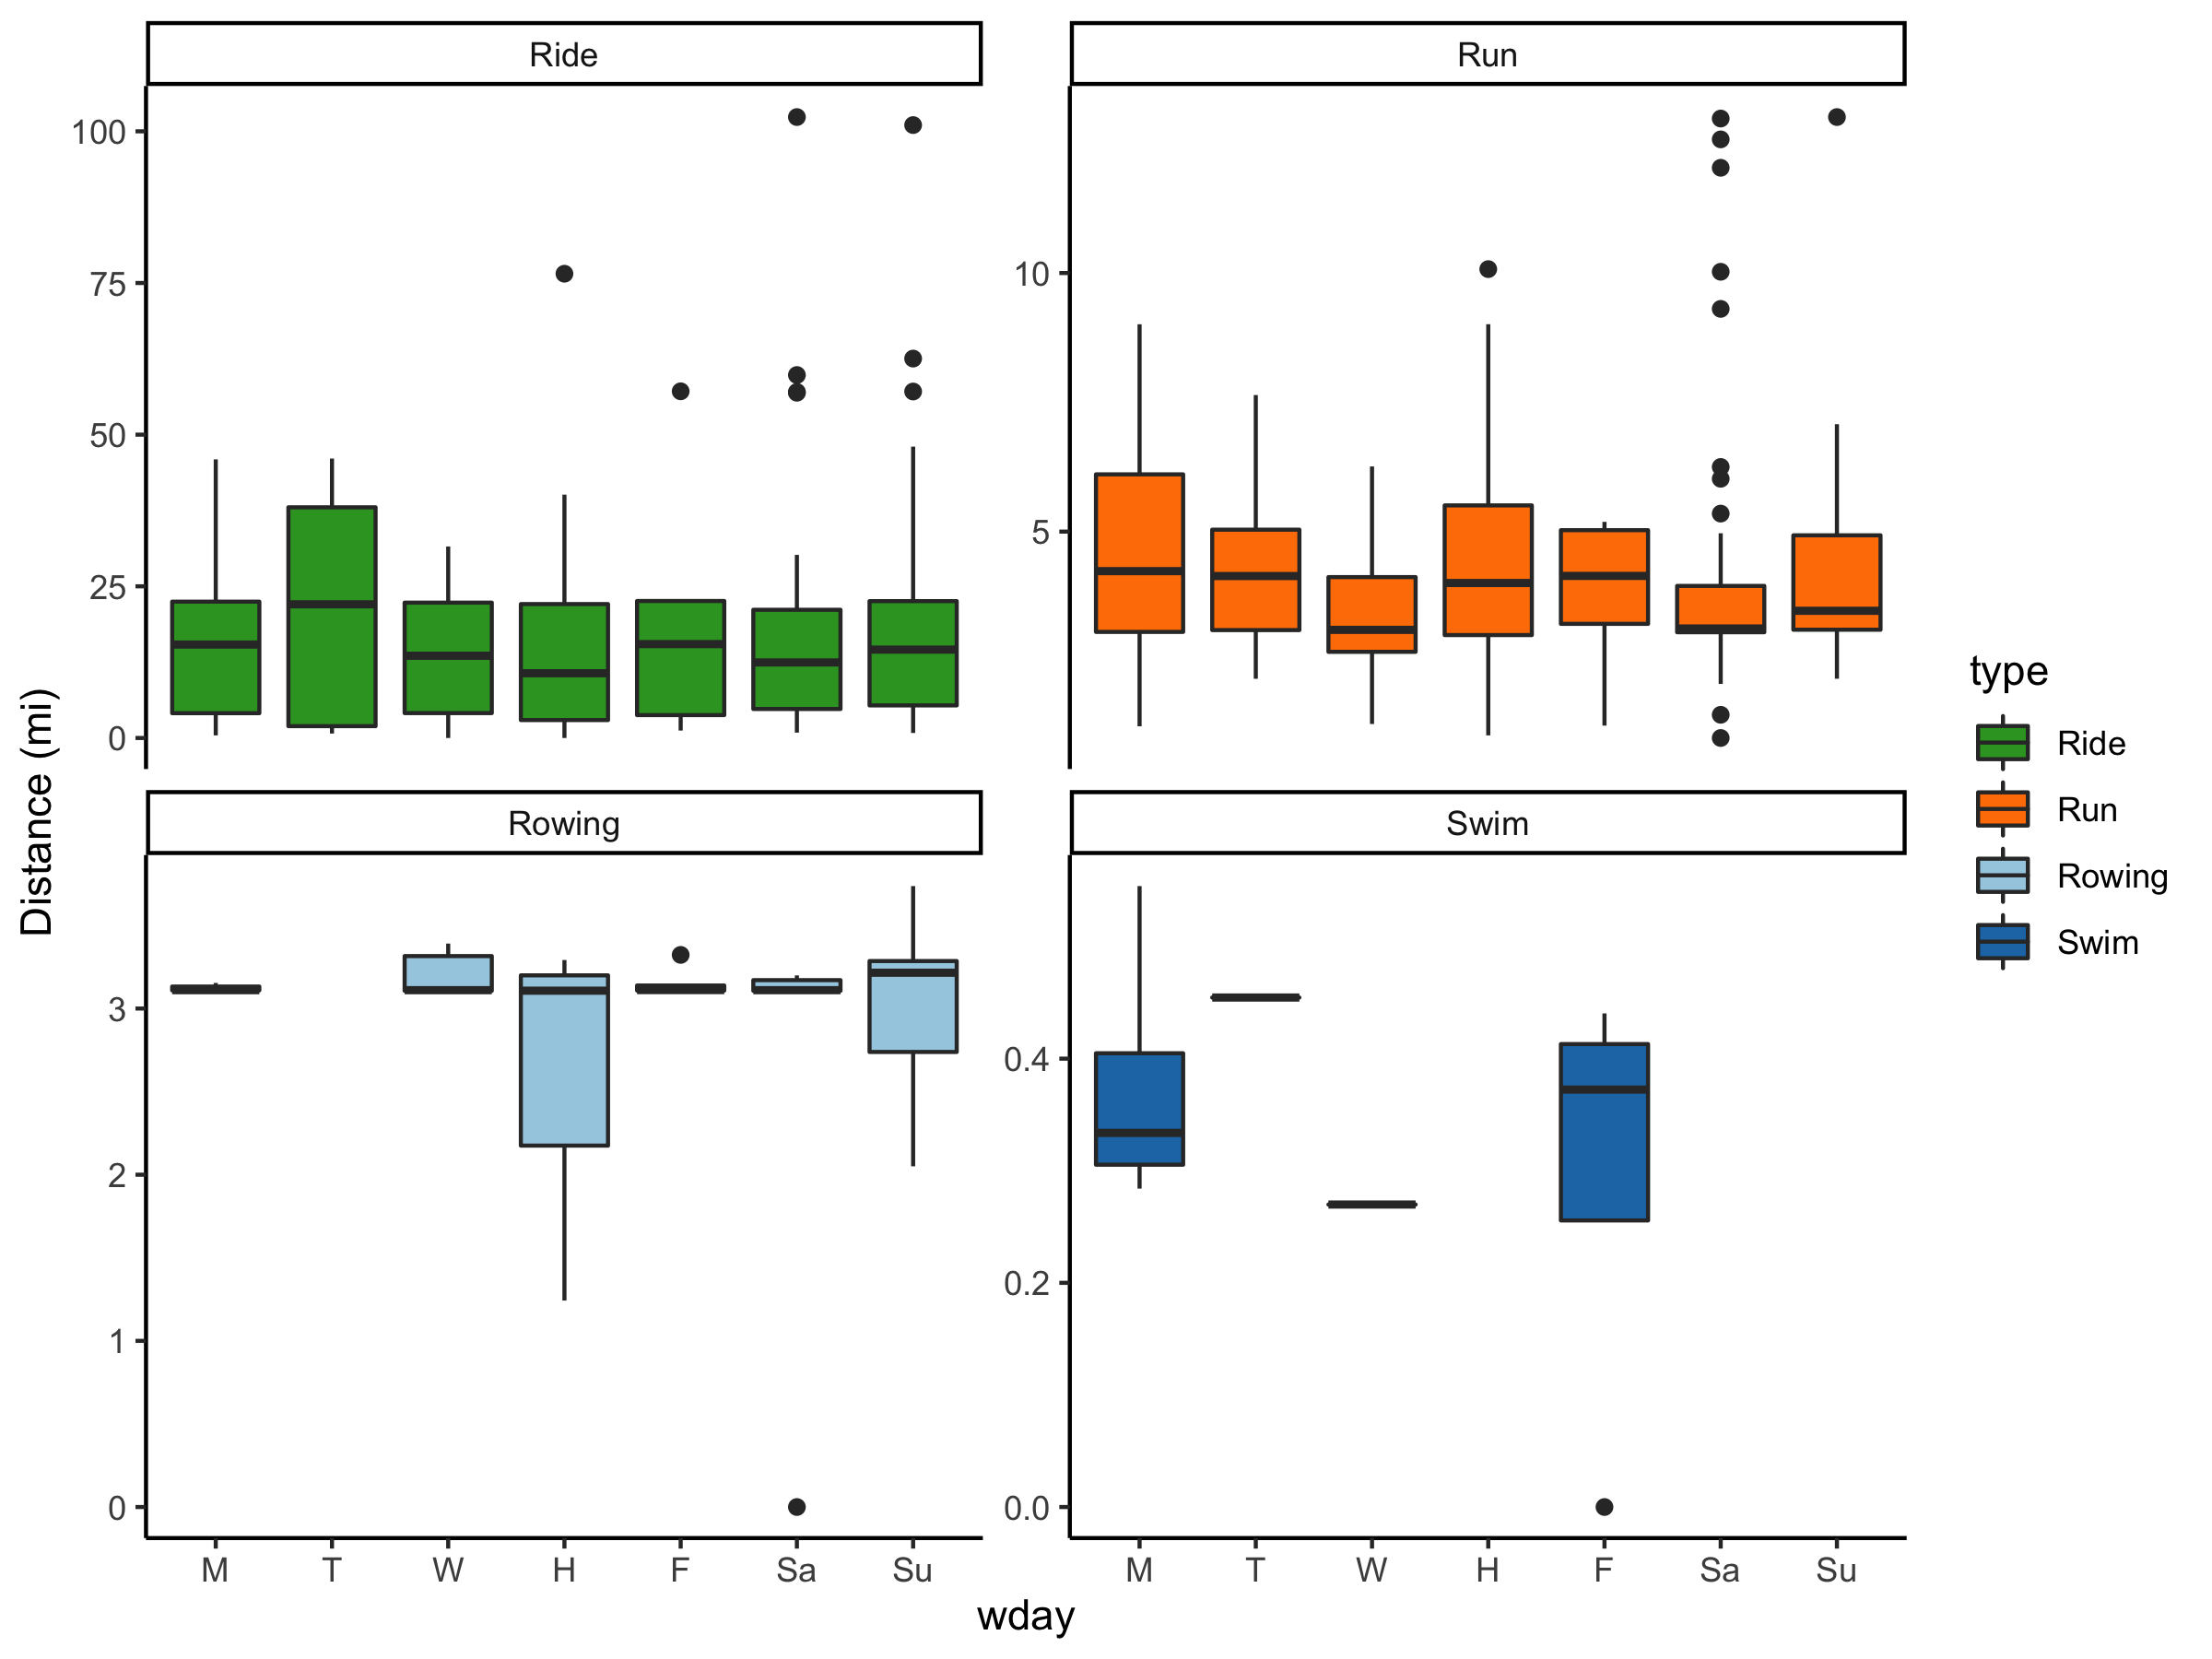 Ride
Run
100
75
50
25
0
10
5
Rowing
Swim
3
2
1
0
0.4
0.2
0.0
M T W H F Sa Su
M T W H F Sa Su
wday
Distance (mi)
type
Ride
Run
Rowing
Swim